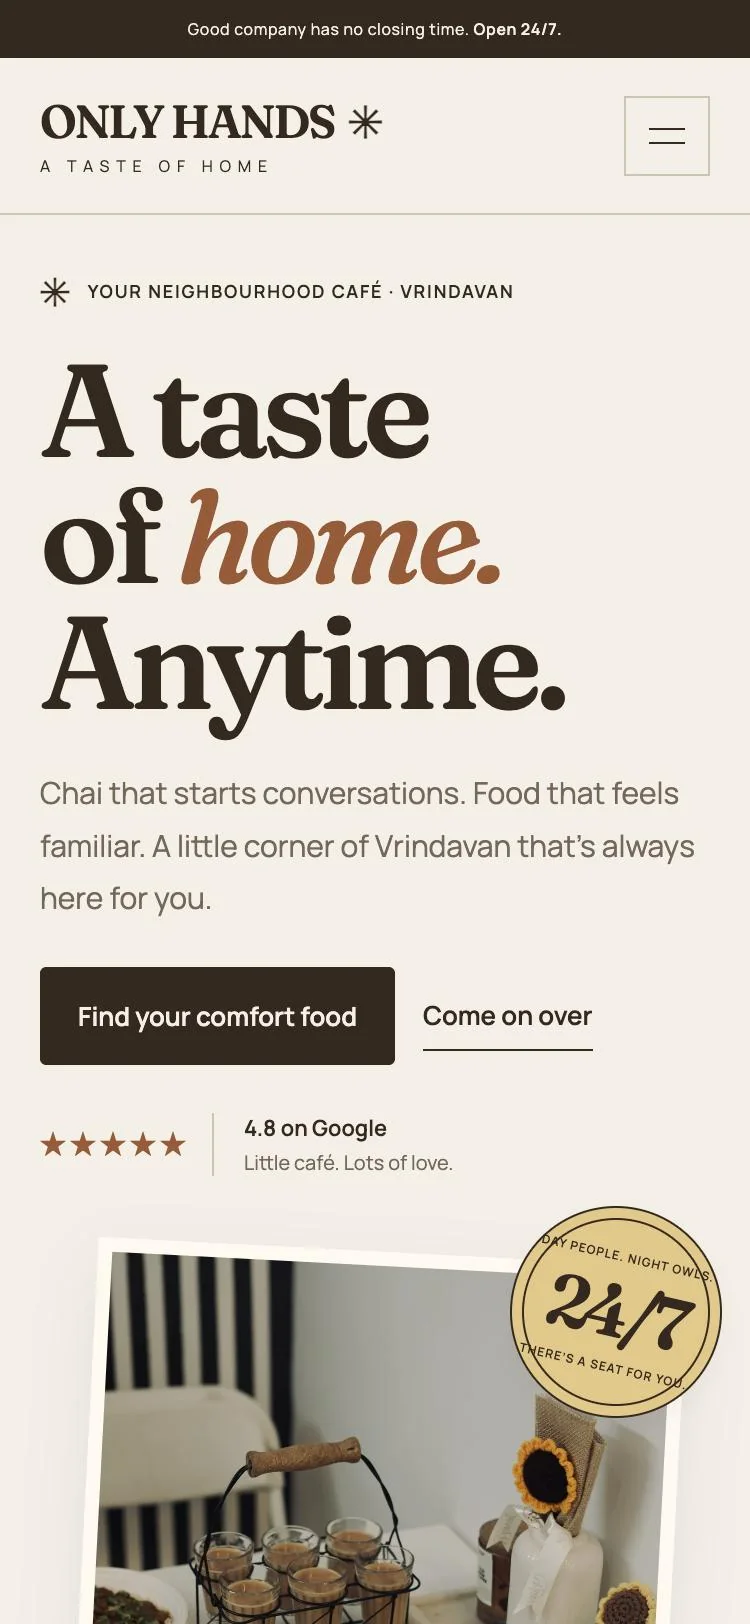 Good company has no closing time. Open 24/7.
ONLY HANDS
A TASTE OF HOME
YOUR NEIGHBOURHOOD CAFÉ · VRINDAVAN
A taste
of home.
Anytime.
Chai that starts conversations. Food that feels
familiar. A little corner of Vrindavan that’s always
here for you.
Find your comfort food
Come on over
★★★★★
4.8 on Google
Little café. Lots of love.
DAY PEOPLE. NIGHT OWLS.
24/7
THERE’S A SEAT FOR YOU.